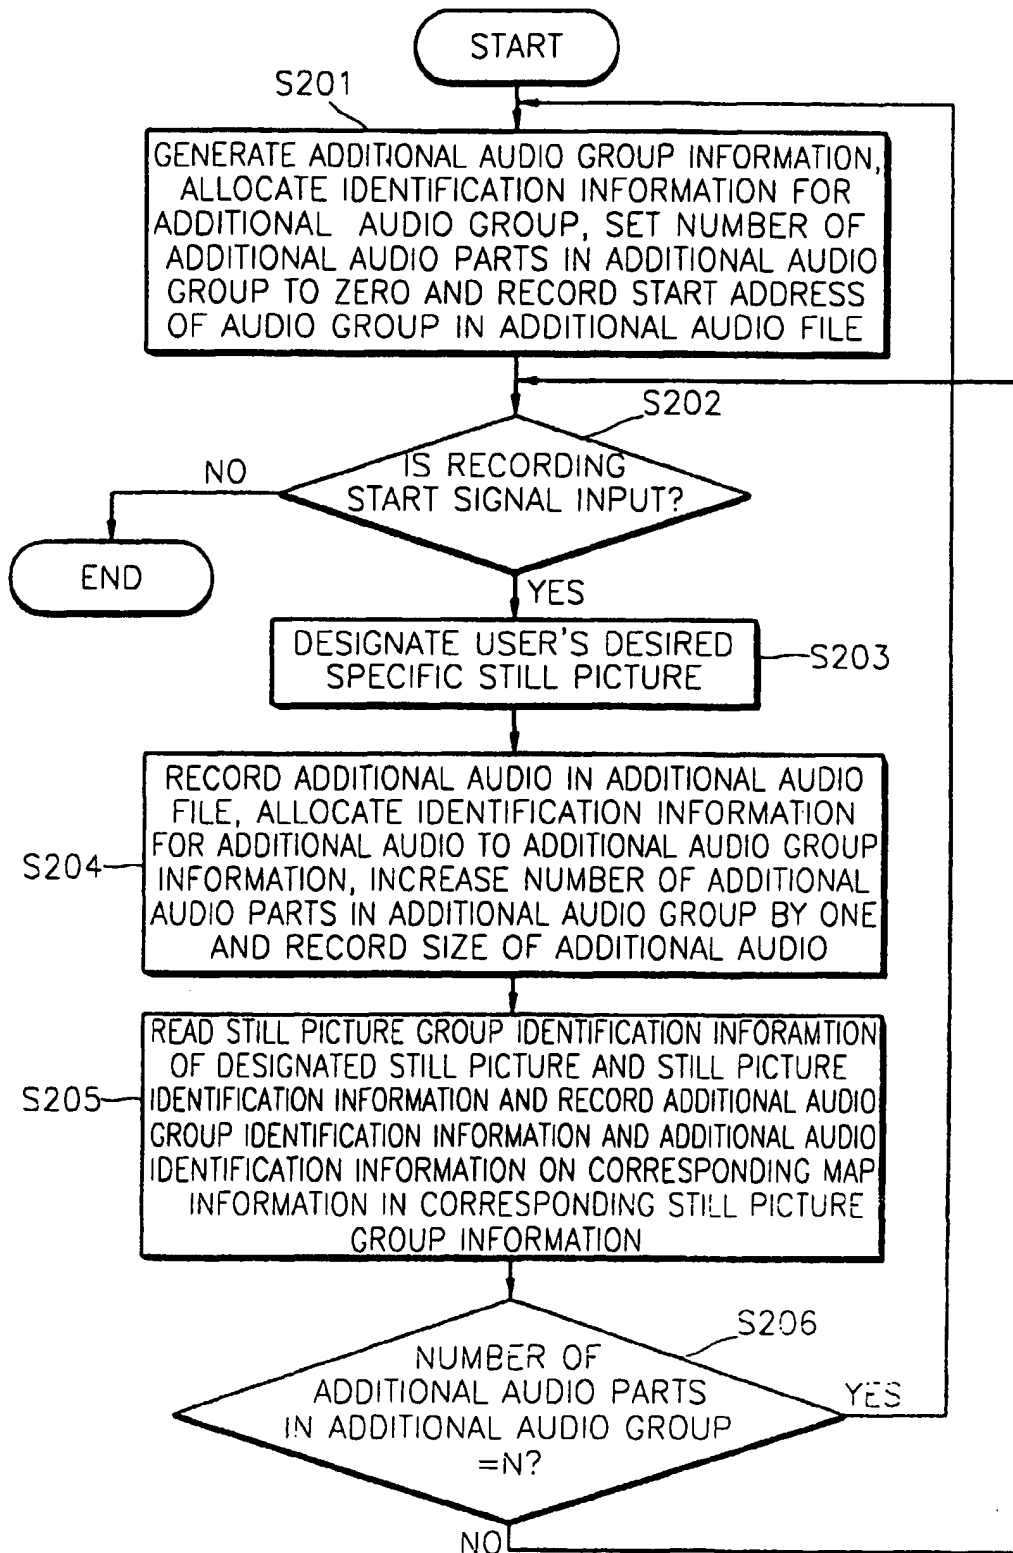 START
S201
GENERATE ADDITIONAL AUDIO GROUP INFORMATION,
ALLOCATE IDENTIFICATION INFORMATION FOR
ADDITIONAL AUDIO GROUP, SET NUMBER OF
ADDITIONAL AUDIO PARTS IN ADDITIONAL AUDIO
GROUP TO ZERO AND RECORD START ADDRESS
OF AUDIO GROUP IN ADDITIONAL AUDIO FILE
S202
IS RECORDING
START SIGNAL INPUT?
NO
END
YES
DESIGNATE USER'S DESIRED
SPECIFIC STILL PICTURE
S203
RECORD ADDITIONAL AUDIO IN ADDITIONAL AUDIO
FILE, ALLOCATE IDENTIFICATION INFORMATION
FOR ADDITIONAL AUDIO TO ADDITIONAL AUDIO GROUP
INFORMATION, INCREASE NUMBER OF ADDITIONAL
AUDIO PARTS IN ADDITIONAL AUDIO GROUP BY ONE
AND RECORD SIZE OF ADDITIONAL AUDIO
S204
READ STILL PICTURE GROUP IDENTIFICATION INFORAMTION
OF DESIGNATED STILL PICTURE AND STILL PICTURE
IDENTIFICATION INFORMATION AND RECORD ADDITIONAL AUDIO
GROUP IDENTIFICATION INFORMATION AND ADDITIONAL AUDIO
IDENTIFICATION INFORMATION ON CORRESPONDING MAP
INFORMATION IN CORRESPONDING STILL PICTURE
GROUP INFORMATION
S205
S206
NUMBER OF
ADDITIONAL AUDIO PARTS
IN ADDITIONAL AUDIO GROUP
=N?
YES
NO